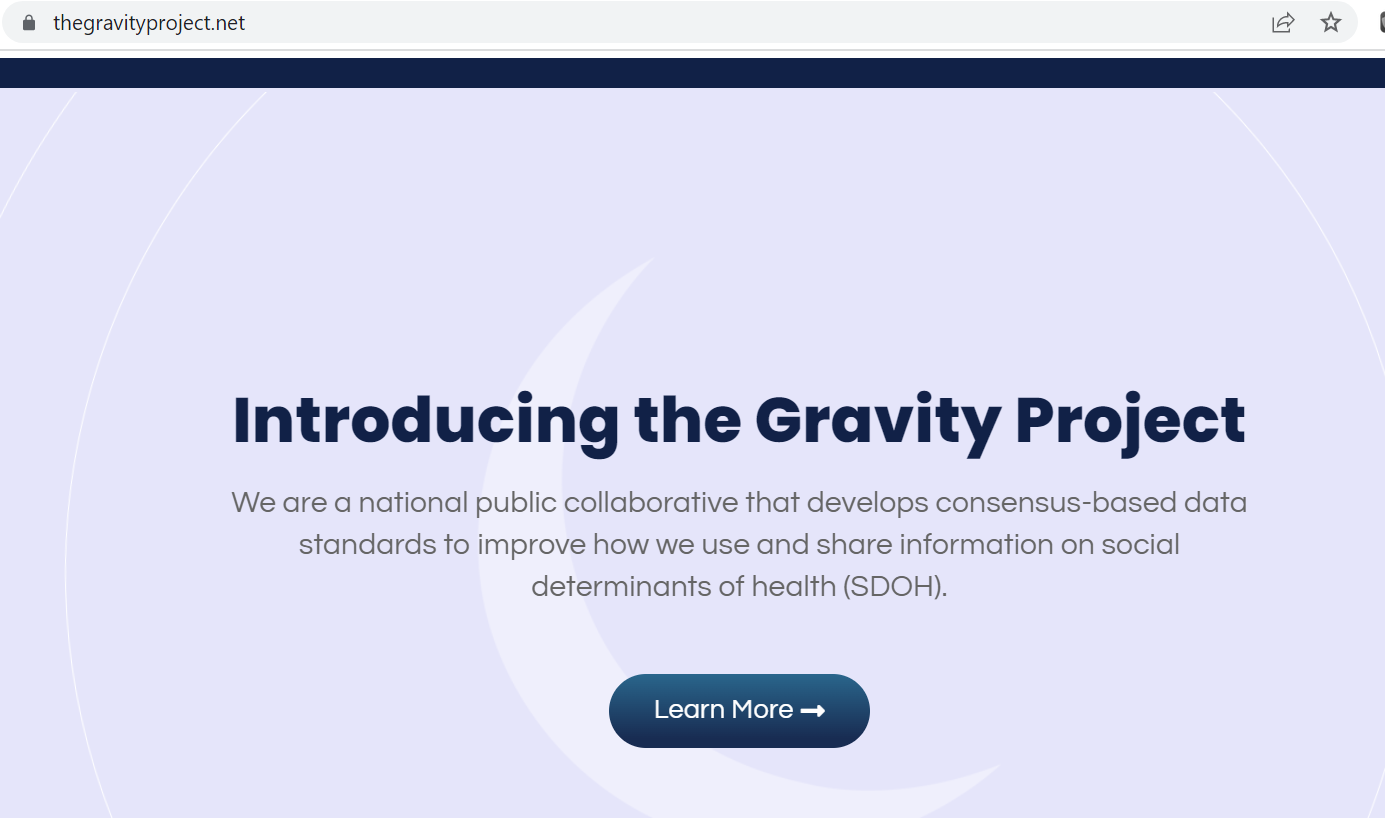 thegravityproject.net
Introducing the Gravity Project
We are a national public collaborative that develops consensus-based data
standards to improve how we use and share information on social
determinants of health (SDOH).
Learn More